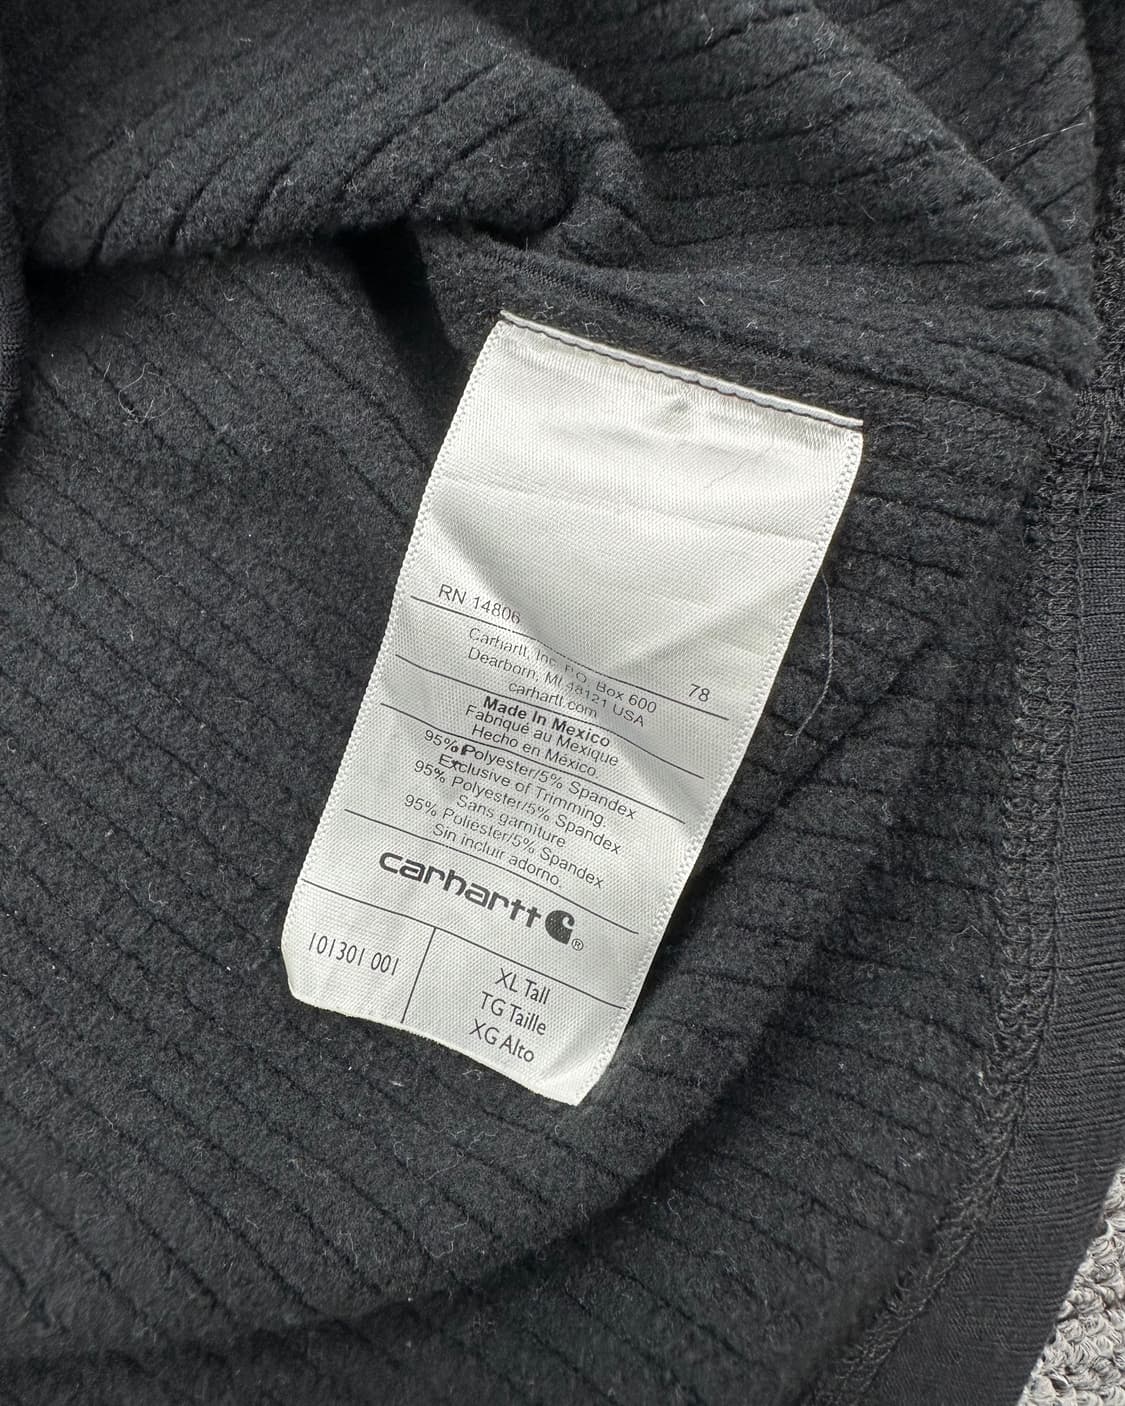 RN 14806 78
Carhartt, Inc. P.O. Box 600
Dearborn, MI 48121 USA
carhartt.com
Made In Mexico
Fabriqué au Mexique
Hecho en México.
95% Polyester/5% Spandex
Exclusive of Trimming.
95% Polyester/5% Spandex
Sans garniture
95% Poliester/5% Spandex
Sin incluir adorno.
carhartt ®
101301 001
XL Tall
TG Taille
XG Alto